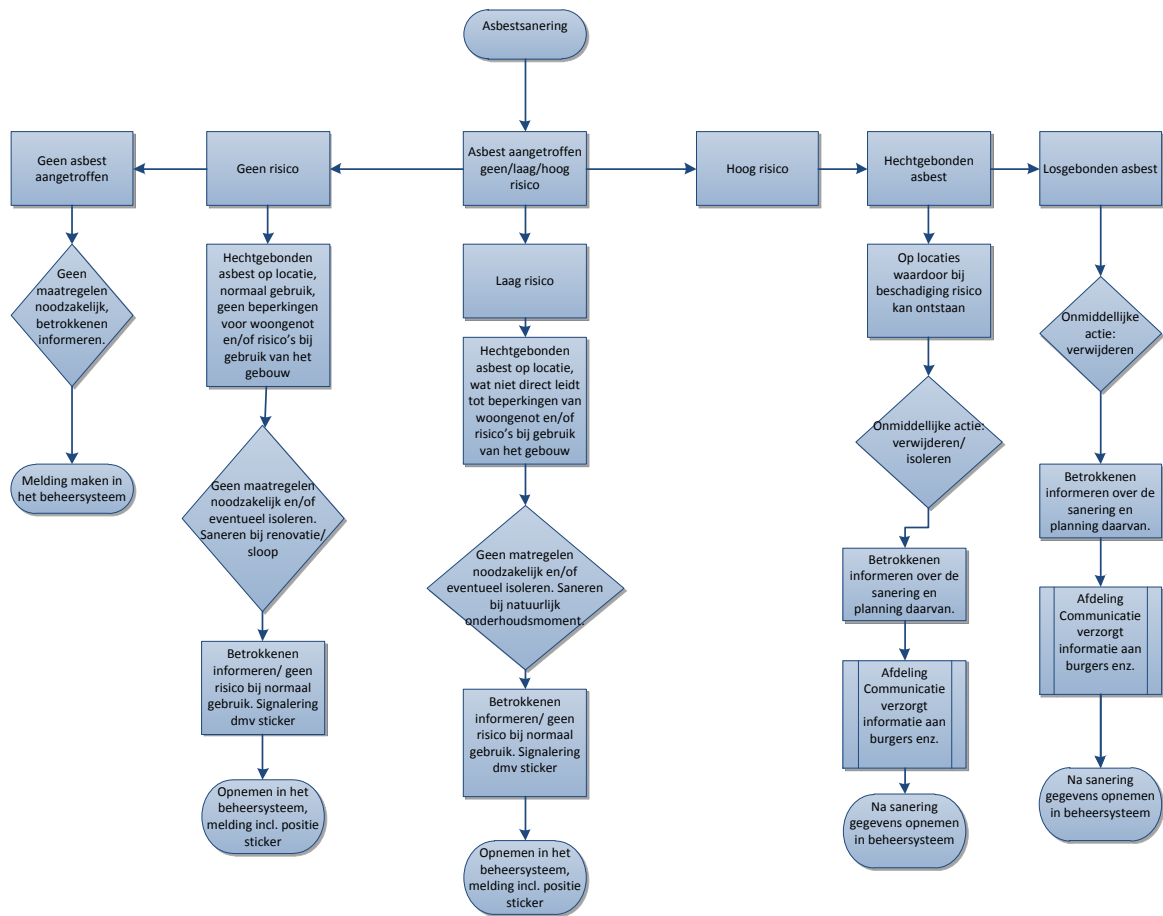 Asbestsanering
Geen asbest
aangetroffen
Geen risico
Asbest aangetroffen
geen/laag/hoog
risico
Hoog risico
Hechtgebonden
asbest
Losgebonden asbest
Geen
maatregelen
noodzakelijk,
betrokkenen
informeren.
Melding maken in
het beheersysteem
Hechtgebonden
asbest op locatie,
normaal gebruik,
geen beperkingen
voor woongenot
en/of risico's bij
gebruik van het
gebouw
Geen maatregelen
noodzakelijk en/of
eventueel isoleren.
Saneren bij renovatie/
sloop
Betrokkenen
informeren/ geen
risico bij normaal
gebruik. Signalering
dmv sticker
Opnemen in het
beheersysteem,
melding incl. positie
sticker
Laag risico
Hechtgebonden
asbest op locatie,
wat niet direct leidt
tot beperkingen van
woongenot en/of
risico's bij gebruik
van het gebouw
Geen matregelen
noodzakelijk en/of
eventueel isoleren. Saneren
bij natuurlijk
onderhoudsmoment.
Betrokkenen
informeren/ geen
risico bij normaal
gebruik. Signalering
dmv sticker
Opnemen in het
beheersysteem,
melding incl. positie
sticker
Op locaties
waardoor bij
beschadiging risico
kan ontstaan
Onmiddellijke actie:
verwijderen/
isoleren
Betrokkenen
informeren over de
sanering en
planning daarvan.
Afdeling
Communicatie
verzorgt
informatie aan
burgers enz.
Na sanering
gegevens opnemen
in beheersysteem
Onmiddellijke
actie:
verwijderen
Betrokkenen
informeren over de
sanering en
planning daarvan.
Afdeling
Communicatie
verzorgt
informatie aan
burgers enz.
Na sanering
gegevens opnemen
in beheersysteem